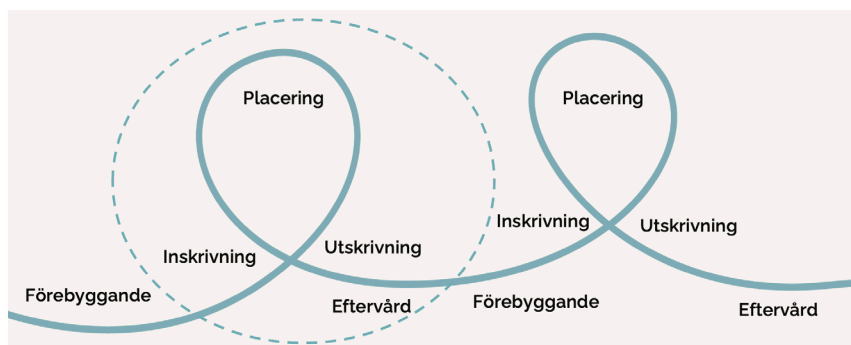 Placering
Inskrivning
Utskrivning
Förebyggande
Eftervård
Placering
Inskrivning
Utskrivning
Förebyggande
Eftervård